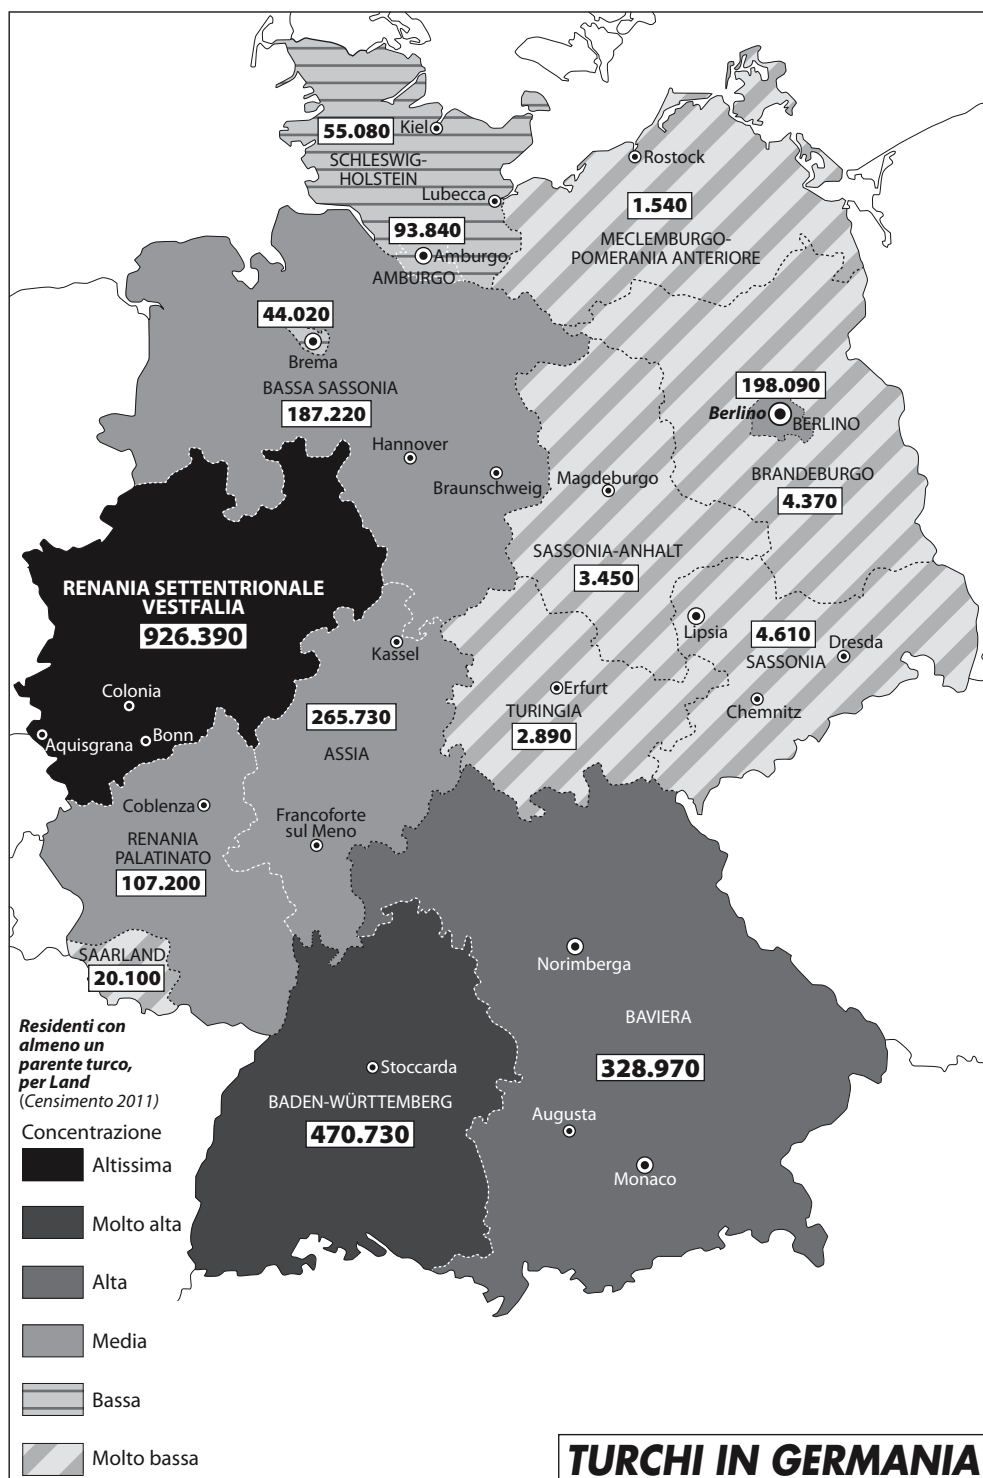 55.080
Kiel
SCHLESWIG-
HOLSTEIN
Lubecca
Rostock
1.540
MECLEMBURGO-
POMERANIA ANTERIORE
93.840
Amburgo
AMBURGO
44.020
Brema
BASSA SASSONIA
187.220
Hannover
Braunschweig
198.090
Berlino
BERLINO
BRANDEBURGO
4.370
Magdeburgo
SASSONIA-ANHALT
3.450
RENANIA SETTENTRIONALE
VESTFALIA
926.390
Colonia
Aquisgrana
Bonn
Kassel
265.730
ASSIA
Lipsia
4.610
Dresda
SASSONIA
Chemnitz
Erfurt
TURINGIA
2.890
Coblenza
RENANIA
PALATINATO
107.200
Francoforte
sul Meno
SAARLAND
20.100
Norimberga
BAVIERA
328.970
Augusta
Monaco
Stoccarda
BADEN-WÜRTTEMBERG
470.730
Residenti con
almeno un
parente turco,
per Land
(Censimento 2011)
Concentrazione
Altissima
Molto alta
Alta
Media
Bassa
Molto bassa
TURCHI IN GERMANIA